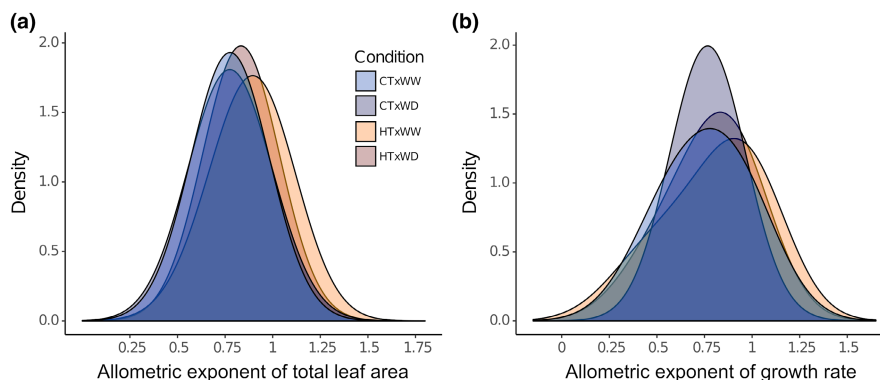 (a)
Density
2.0
1.5
1.0
0.5
0.0
0.25 0.5 0.75 1 1.25 1.5 1.75
Allometric exponent of total leaf area
Condition
CTxWW
CTxWD
HTxWW
HTxWD
(b)
Density
2.0
1.5
1.0
0.5
0.0
0 0.25 0.5 0.75 1 1.25 1.5
Allometric exponent of growth rate